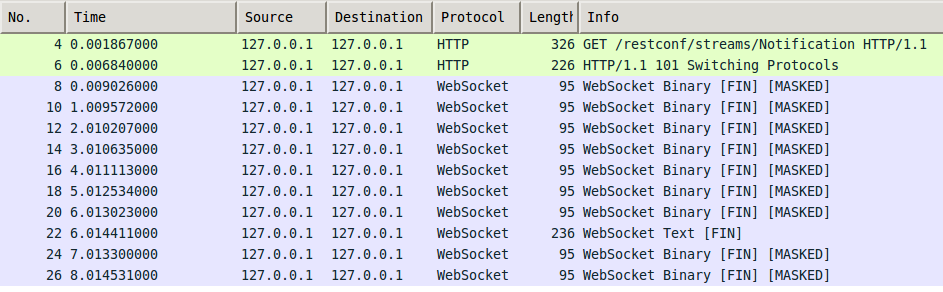 No. Time Source Destination Protocol Length Info
4 0.001867000 127.0.0.1 127.0.0.1 HTTP 326 GET /restconf/streams/Notification HTTP/1.1
6 0.006840000 127.0.0.1 127.0.0.1 HTTP 226 HTTP/1.1 101 Switching Protocols
8 0.009026000 127.0.0.1 127.0.0.1 WebSocket 95 WebSocket Binary [FIN] [MASKED]
10 1.009572000 127.0.0.1 127.0.0.1 WebSocket 95 WebSocket Binary [FIN] [MASKED]
12 2.010207000 127.0.0.1 127.0.0.1 WebSocket 95 WebSocket Binary [FIN] [MASKED]
14 3.010635000 127.0.0.1 127.0.0.1 WebSocket 95 WebSocket Binary [FIN] [MASKED]
16 4.011113000 127.0.0.1 127.0.0.1 WebSocket 95 WebSocket Binary [FIN] [MASKED]
18 5.012534000 127.0.0.1 127.0.0.1 WebSocket 95 WebSocket Binary [FIN] [MASKED]
20 6.013023000 127.0.0.1 127.0.0.1 WebSocket 95 WebSocket Binary [FIN] [MASKED]
22 6.014411000 127.0.0.1 127.0.0.1 WebSocket 236 WebSocket Text [FIN]
24 7.013300000 127.0.0.1 127.0.0.1 WebSocket 95 WebSocket Binary [FIN] [MASKED]
26 8.014531000 127.0.0.1 127.0.0.1 WebSocket 95 WebSocket Binary [FIN] [MASKED]